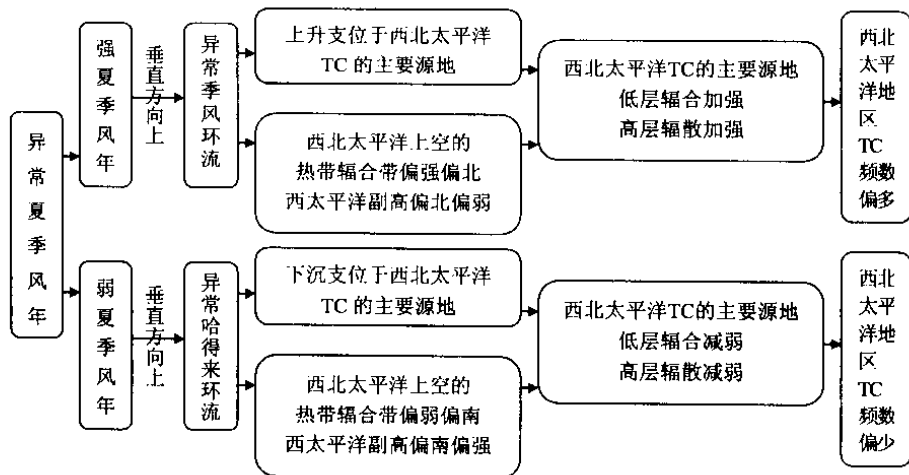 异常夏季风年
强夏季风年
垂直方向上
异常季风环流
上升支位于西北太平洋
TC 的主要源地
西北太平洋上空的
热带辐合带偏强偏北
西太平洋副高偏北偏弱
西北太平洋TC的主要源地
低层辐合加强
高层辐散加强
西北
太平
洋地
区
TC
频数
偏多
弱夏季风年
垂直方向上
异常哈得来环流
下沉支位于西北太平洋
TC 的主要源地
西北太平洋上空的
热带辐合带偏弱偏南
西太平洋副高偏南偏强
西北太平洋TC的主要源地
低层辐合减弱
高层辐散减弱
西北
太平
洋地
区
TC
频数
偏少